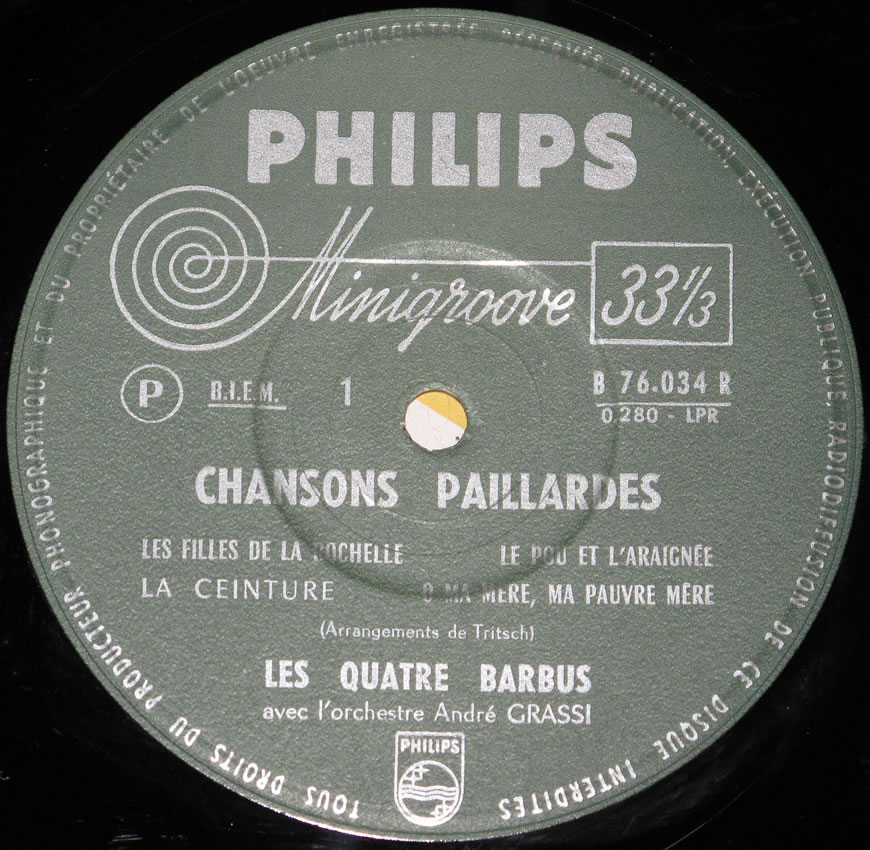 TOUS DROITS DU PRODUCTEUR PHONOGRAPHIQUE ET DU PROPRIÉTAIRE DE L'OEUVRE ENREGISTRÉE RÉSERVÉS PUBLICATION, EXÉCUTION PUBLIQUE, RADIODIFFUSION DE CE DISQUE INTERDITES
PHILIPS
Minigroove 33 1/3
P B.I.E.M. 1 B 76.034 R
0,280 - LPR
CHANSONS PAILLARDES
LES FILLES DE LA ROCHELLE LE POU ET L'ARAIGNÉE
LA CEINTURE O MA MÈRE, MA PAUVRE MÈRE
(Arrangements de Tritsch)
LES QUATRE BARBUS
avec l'orchestre André GRASSI
PHILIPS